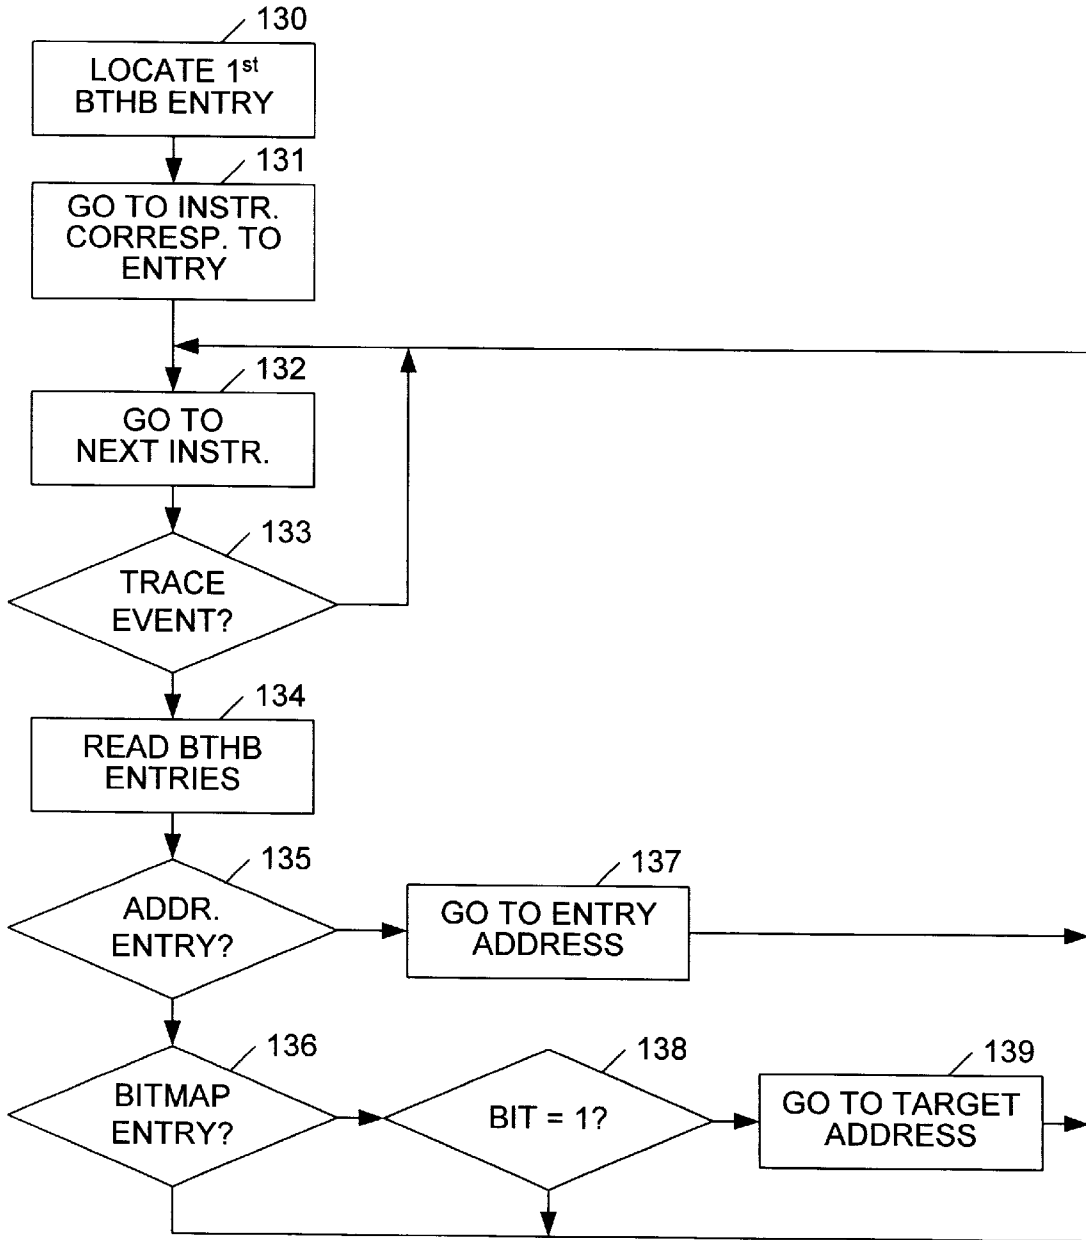 130
LOCATE 1st
BTHB ENTRY
131
GO TO INSTR.
CORRESP. TO
ENTRY
132
GO TO
NEXT INSTR.
133
TRACE
EVENT?
134
READ BTHB
ENTRIES
135
ADDR.
ENTRY?
137
GO TO ENTRY
ADDRESS
136
BITMAP
ENTRY?
138
BIT = 1?
139
GO TO TARGET
ADDRESS